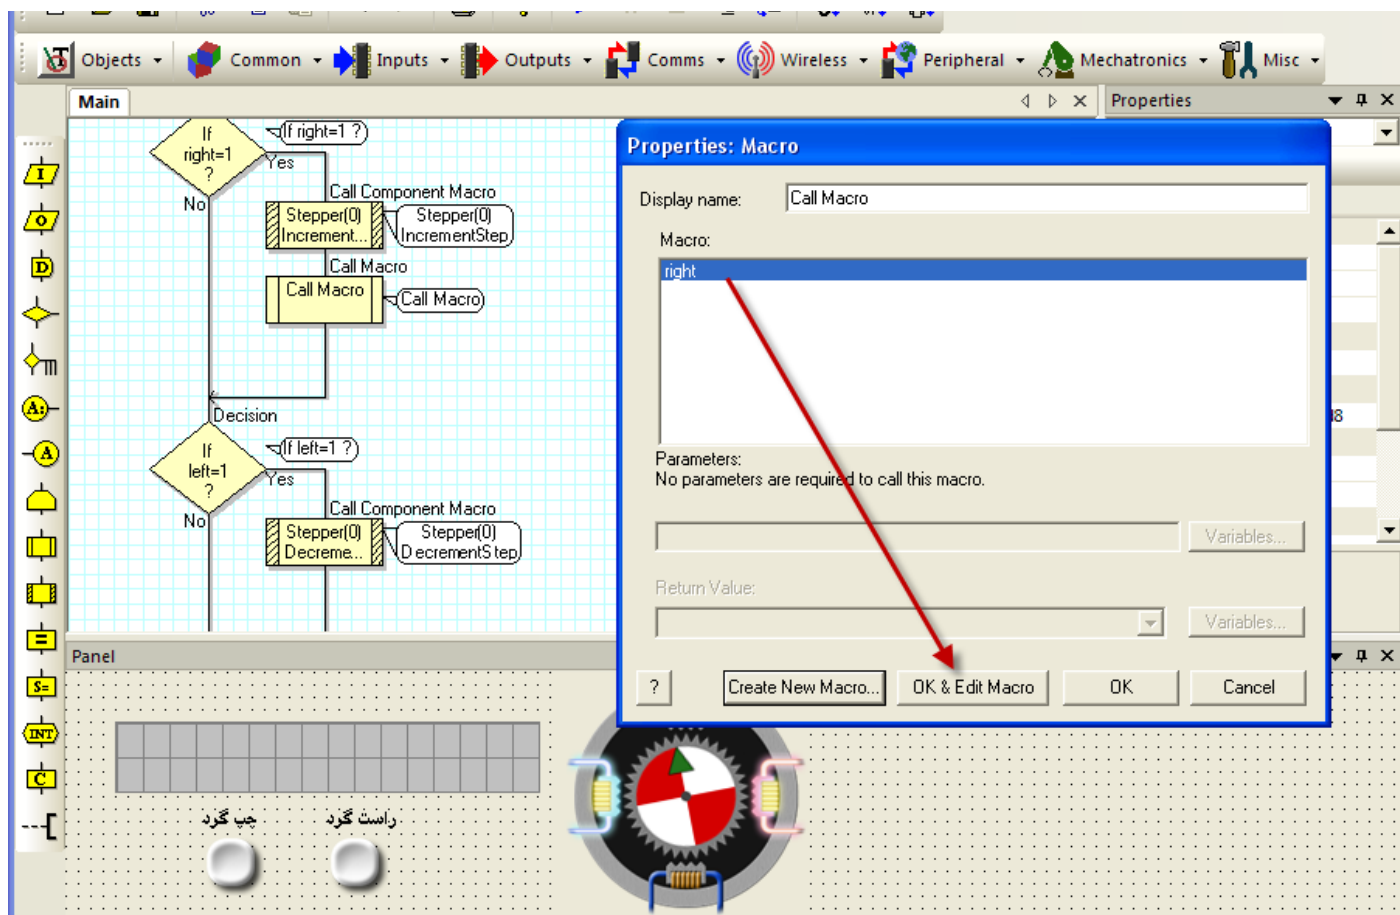 Objects Common Inputs Outputs Comms Wireless Peripheral Mechatronics Misc
Main
Properties
If
right=1
?
If right=1 ?
Yes
No
Call Component Macro
Stepper(0)
Increment...
Stepper(0)
IncrementStep
Call Macro
Call Macro
Call Macro
Decision
If
left=1
?
If left=1 ?
Yes
No
Call Component Macro
Stepper(0)
Decreme...
Stepper(0)
DecrementStep
Properties: Macro
Display name: Call Macro
Macro:
right
Parameters:
No parameters are required to call this macro.
Variables...
Return Value:
Variables...
? Create New Macro... OK & Edit Macro OK Cancel
I
O
D
A:
A
=
S=
INT
C
Panel
راست گرد
چپ گرد